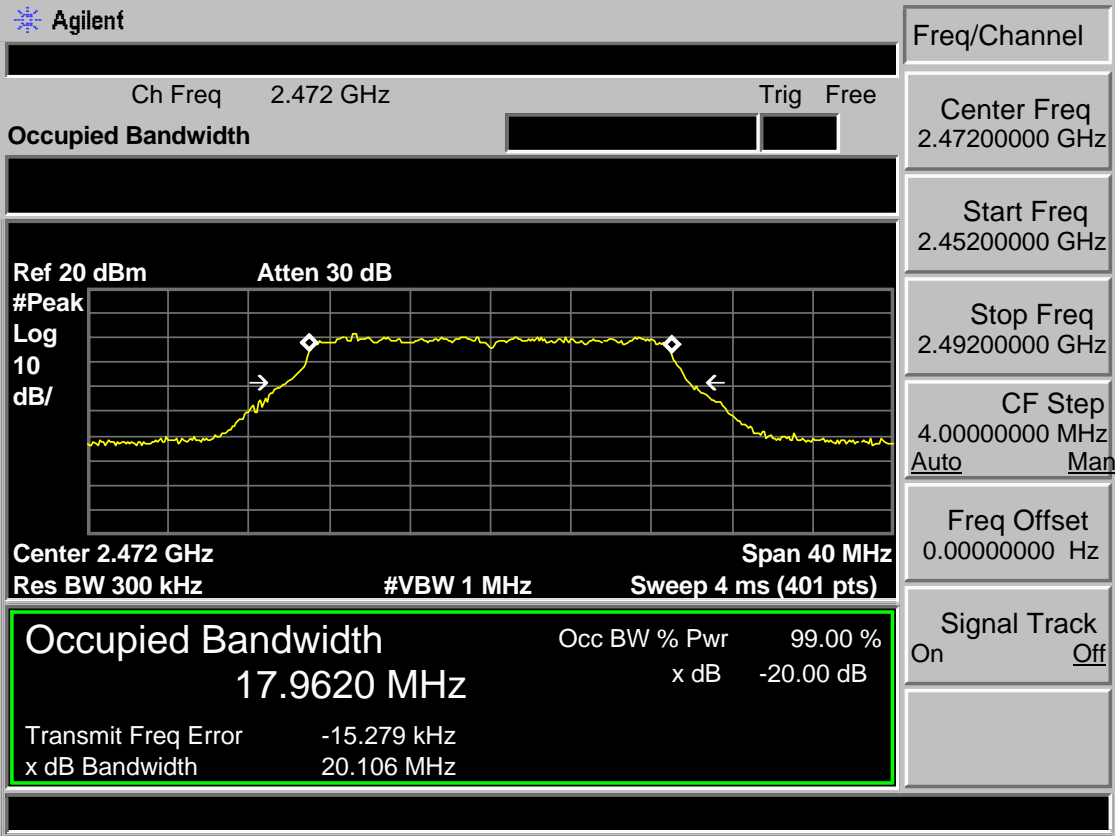 Agilent
Freq/Channel
Ch Freq 2.472 GHz Trig Free
Occupied Bandwidth
Center Freq
2.47200000 GHz
Start Freq
2.45200000 GHz
Stop Freq
2.49200000 GHz
CF Step
4.00000000 MHz
Auto Man
Freq Offset
0.00000000 Hz
Signal Track
On Off
Ref 20 dBm Atten 30 dB
#Peak
Log
10
dB/
Center 2.472 GHz Span 40 MHz
Res BW 300 kHz #VBW 1 MHz Sweep 4 ms (401 pts)
Occupied Bandwidth Occ BW % Pwr 99.00 %
17.9620 MHz x dB -20.00 dB
Transmit Freq Error -15.279 kHz
x dB Bandwidth 20.106 MHz